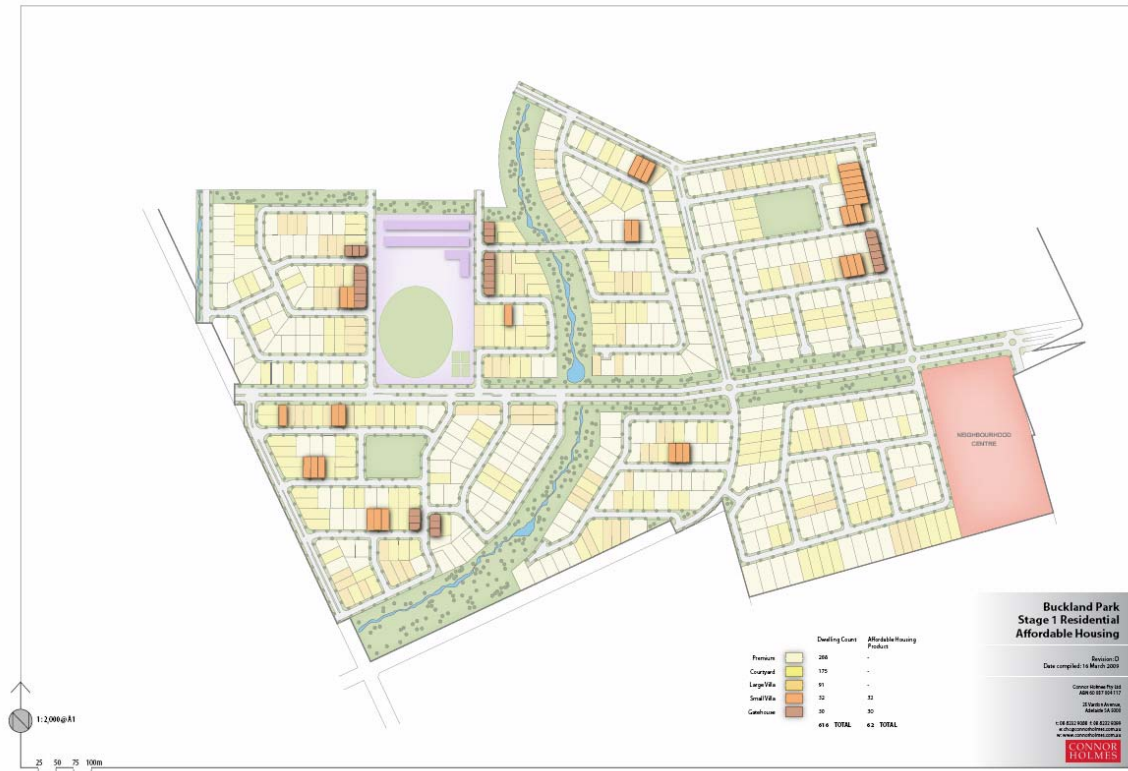 NEIGHBOURHOOD
CENTRE
Buckland Park
Stage 1 Residential
Affordable Housing
Revision: D
Date compiled: 16 March 2009
Connor Holmes Pty Ltd
Adelaide SA 5000
CONNOR
HOLMES
Dwelling Count Affordable Housing
Product
Premium 288 -
Courtyard 175 -
Large Villa 91 -
Small Villa 32 32
Gatehouse 30 30
616 TOTAL 62 TOTAL
1:2,000@A1
25 50 75 100m